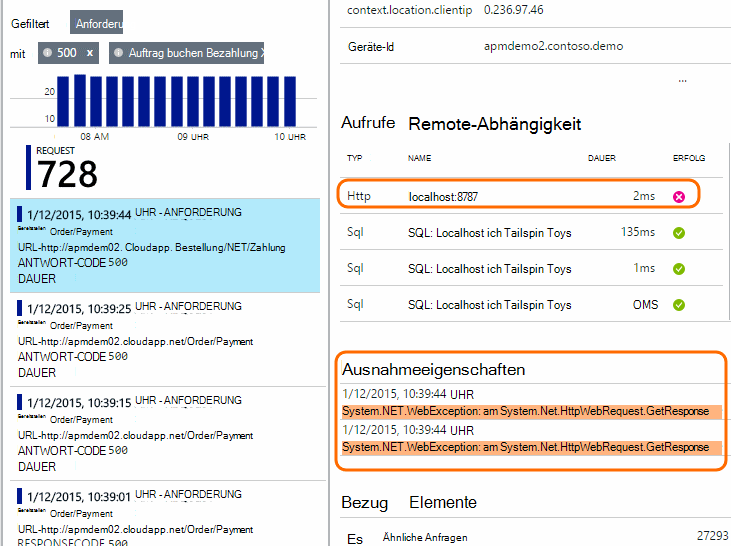 Gefiltert Anforderu
mit 500 x Auftrag buchen Bezahlung X
20
10
08 AM 09 UHR 10 UHR
REQUEST
728
1/12/2015, 10:39:44 UHR - ANFORDERUNG
Bereitstellen Order/Payment
URL-http://apmdemo02. Cloudapp. Bestellung/NET/Zahlung
ANTWORT-CODE 500
DAUER
1/12/2015, 10:39:25 UHR - ANFORDERUNG
Bereitstellen Order/Payment
URL-http://apmdem02.cloudapp.net/Order/Payment
ANTWORT-CODE 500
DAUER
1/12/2015, 10:39:15 UHR - ANFORDERUNG
Bereitstellen Order/Payment
URL-http://apmdem02.cloudapp.net/Order/Payment
ANTWORT-CODE 500
DAUER
1/12/2015, 10:39:01 UHR - ANFORDERUNG
Bereitstellen Order/Payment
URL-http://apmdem02.cloudapp.net/Order/Payment
RESPONSECODE 500
context.location.clientip 0.236.97.46
Geräte-Id apmdemo2.contoso.demo
...
Aufrufe Remote-Abhängigkeit
TYP NAME DAUER ERFOLG
Http localhost:8787 2ms
Sql SQL: Localhost ich Tailspin Toys 135ms
Sql SQL: Localhost ich Tailspin Toys 1ms
Sql SQL: Localhost ich Tailspin Toys OMS
Ausnahmeeigenschaften
1/12/2015, 10:39:44 UHR
System.NET.WebException: am System.Net.HttpWebRequest.GetResponse
1/12/2015, 10:39:44 UHR
System.NET.WebException: am System.Net.HttpWebRequest.GetResponse
Bezug Elemente
Es Ähnliche Anfragen 27293